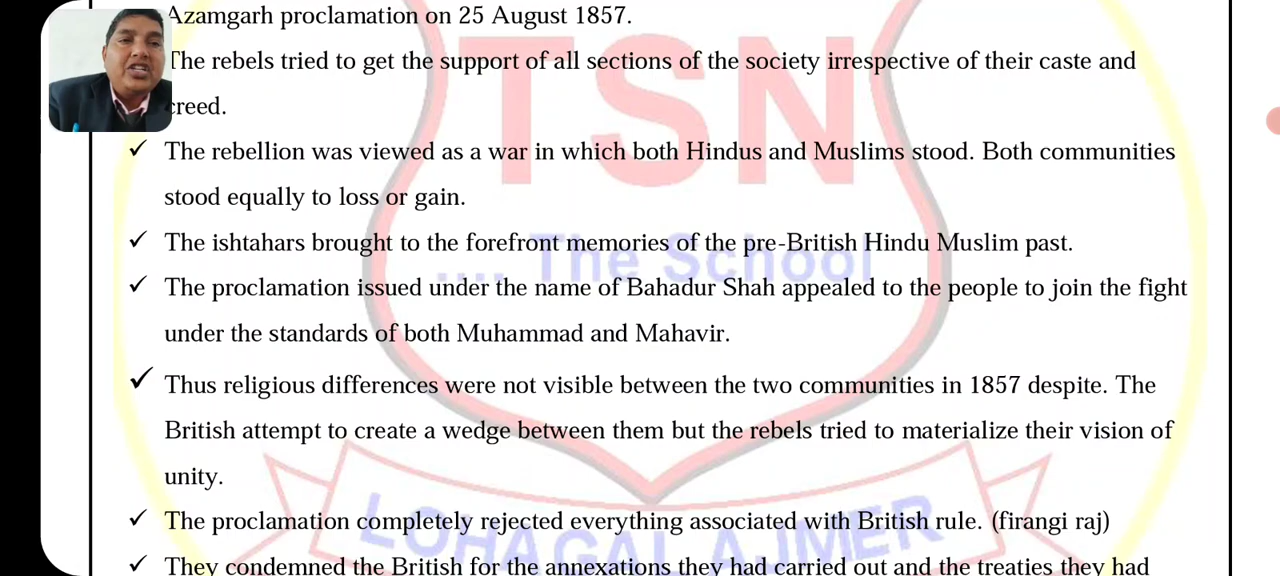 Azamgarh proclamation on 25 August 1857.
The rebels tried to get the support of all sections of the society irrespective of their caste and
creed.
✓ The rebellion was viewed as a war in which both Hindus and Muslims stood. Both communities
stood equally to loss or gain.
✓ The ishtahars brought to the forefront memories of the pre-British Hindu Muslim past.
✓ The proclamation issued under the name of Bahadur Shah appealed to the people to join the fight
under the standards of both Muhammad and Mahavir.
✓ Thus religious differences were not visible between the two communities in 1857 despite. The
British attempt to create a wedge between them but the rebels tried to materialize their vision of
unity.
✓ The proclamation completely rejected everything associated with British rule. (firangi raj)
✓ They condemned the British for the annexations they had carried out and the treaties they had
TSN
.... The School
LOHAGAL AJMER